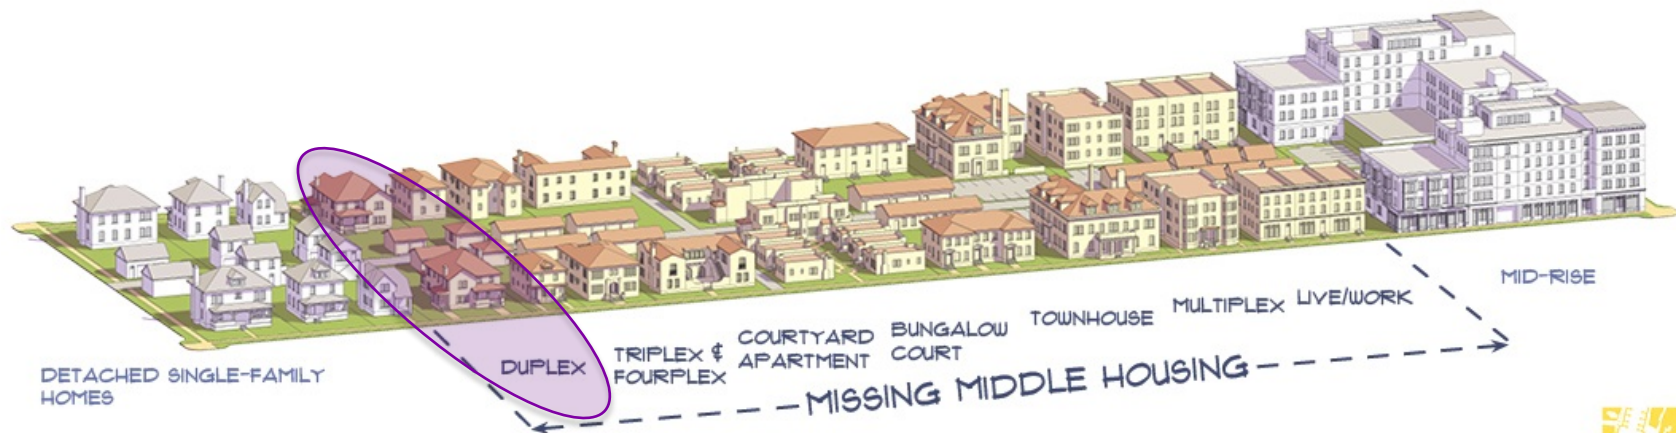 DETACHED SINGLE-FAMILY
HOMES
DUPLEX
TRIPLEX &
FOURPLEX
COURTYARD
APARTMENT
BUNGALOW
COURT
TOWNHOUSE
MULTIPLEX
LIVE/WORK
MID-RISE
MISSING MIDDLE HOUSING